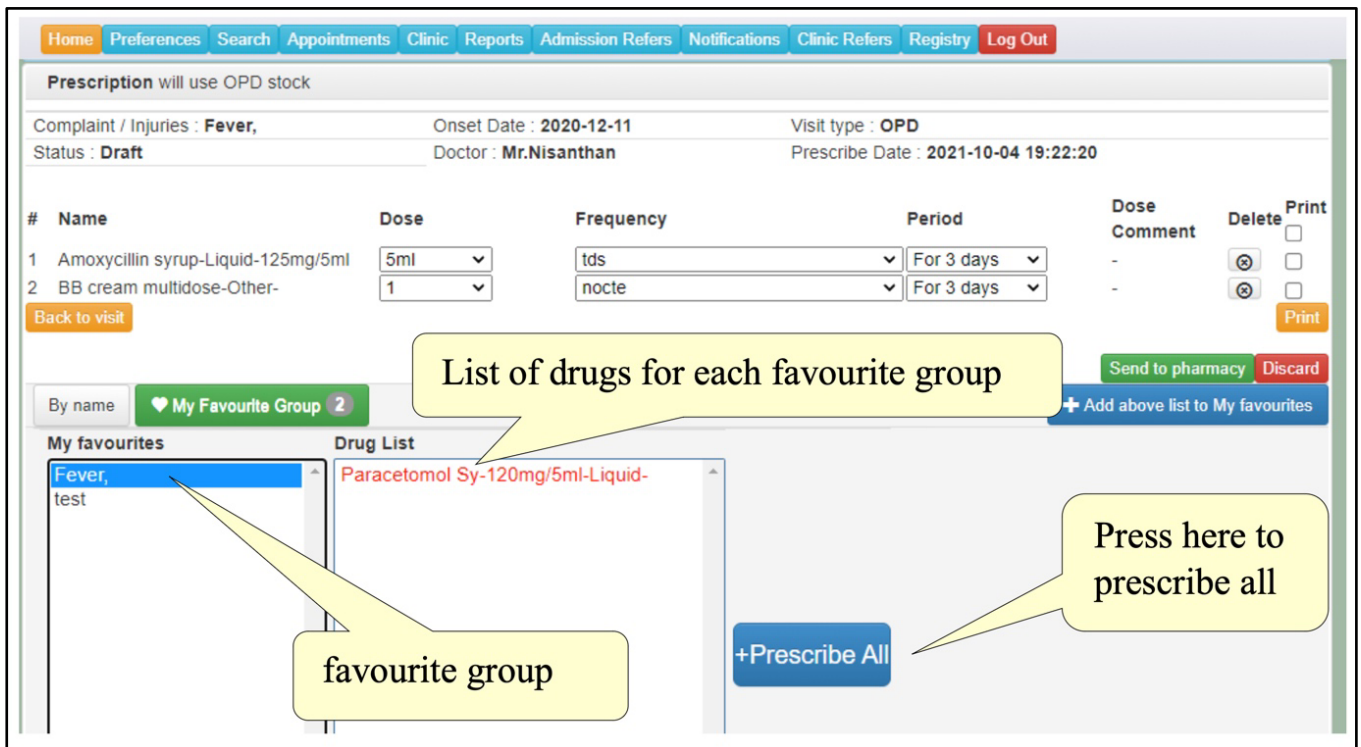 Home Preferences Search Appointments Clinic Reports Admission Refers Notifications Clinic Refers Registry Log Out
Prescription will use OPD stock
Complaint / Injuries : Fever, Onset Date : 2020-12-11 Visit type : OPD
Status : Draft Doctor : Mr.Nisanthan Prescribe Date : 2021-10-04 19:22:20
# Name Dose Frequency Period Dose Comment Delete Print
1 Amoxycillin syrup-Liquid-125mg/5ml 5ml tds For 3 days -
2 BB cream multidose-Other- 1 nocte For 3 days -
Back to visit Print
List of drugs for each favourite group
Send to pharmacy Discard
By name My Favourite Group 2 + Add above list to My favourites
My favourites Drug List
Fever, Paracetomol Sy-120mg/5ml-Liquid-
test
Press here to
prescribe all
+Prescribe All
favourite group